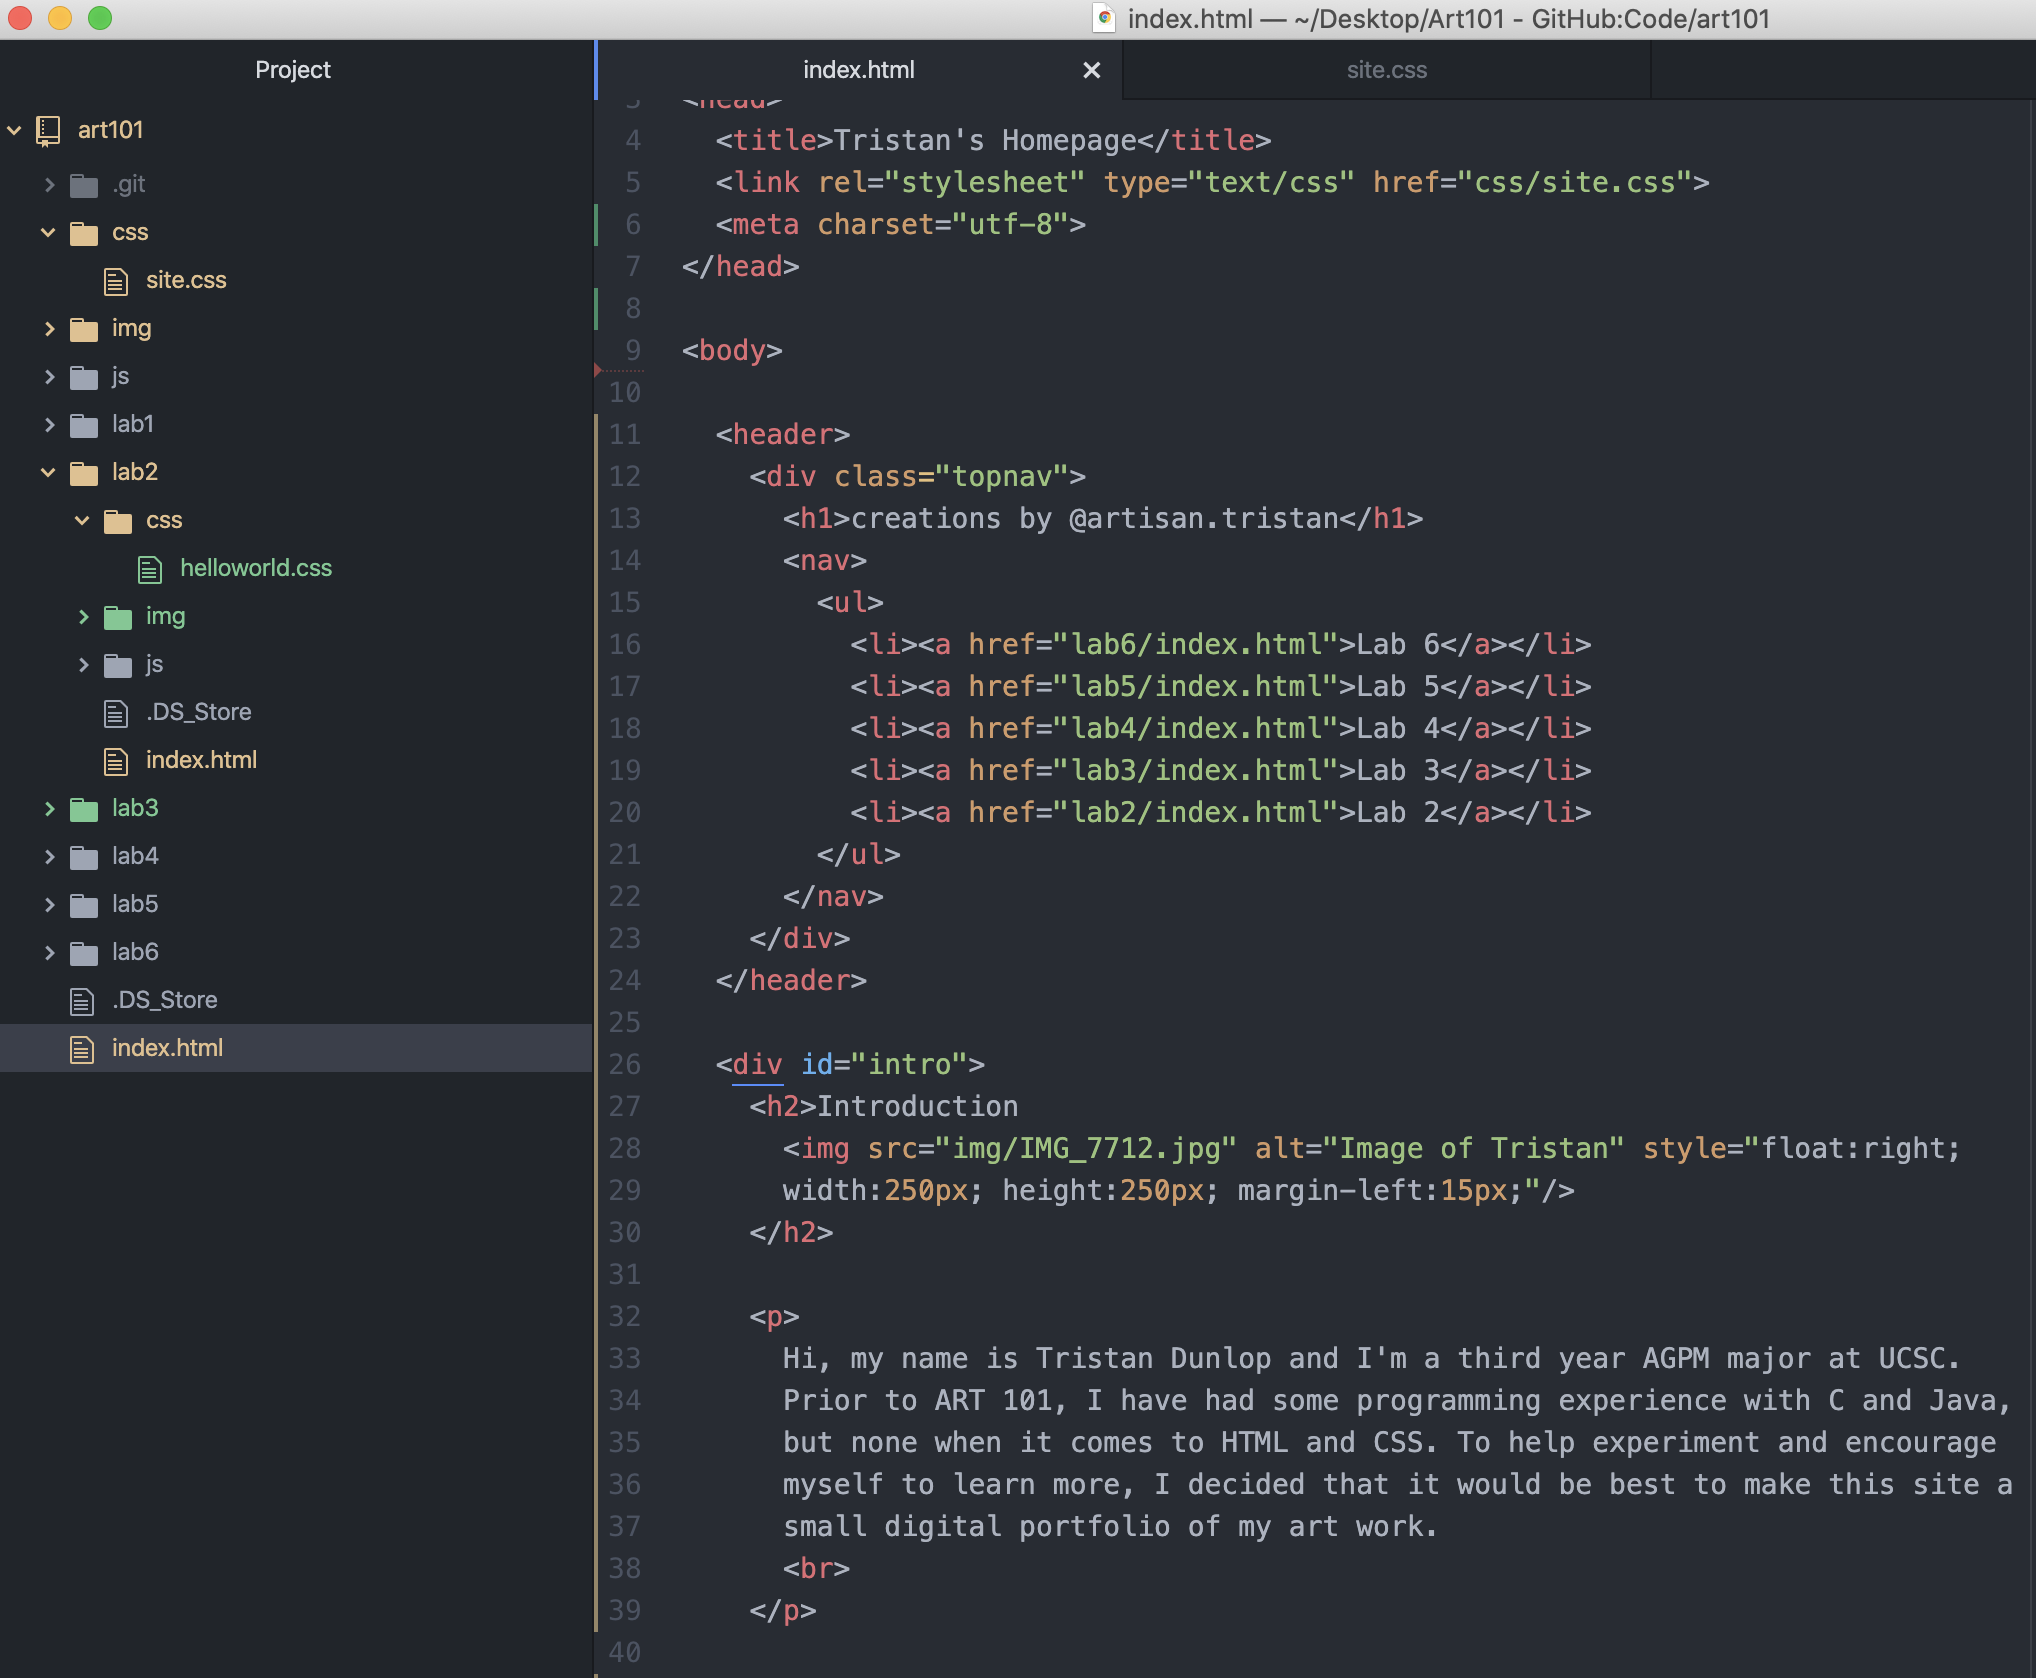 index.html — ~/Desktop/Art101 - GitHub:Code/art101
Project
art101
.git
css
site.css
img
js
lab1
lab2
css
helloworld.css
img
js
.DS_Store
index.html
lab3
lab4
lab5
lab6
.DS_Store
index.html
index.html
site.css
3 <head>
4 <title>Tristan's Homepage</title>
5 <link rel="stylesheet" type="text/css" href="css/site.css">
6 <meta charset="utf-8">
7 </head>
8
9 <body>
10
11 <header>
12 <div class="topnav">
13 <h1>creations by @artisan.tristan</h1>
14 <nav>
15 <ul>
16 <li><a href="lab6/index.html">Lab 6</a></li>
17 <li><a href="lab5/index.html">Lab 5</a></li>
18 <li><a href="lab4/index.html">Lab 4</a></li>
19 <li><a href="lab3/index.html">Lab 3</a></li>
20 <li><a href="lab2/index.html">Lab 2</a></li>
21 </ul>
22 </nav>
23 </div>
24 </header>
25
26 <div id="intro">
27 <h2>Introduction
28 <img src="img/IMG_7712.jpg" alt="Image of Tristan" style="float:right;
29 width:250px; height:250px; margin-left:15px;"/>
30 </h2>
31
32 <p>
33 Hi, my name is Tristan Dunlop and I'm a third year AGPM major at UCSC.
34 Prior to ART 101, I have had some programming experience with C and Java,
35 but none when it comes to HTML and CSS. To help experiment and encourage
36 myself to learn more, I decided that it would be best to make this site a
37 small digital portfolio of my art work.
38 <br>
39 </p>
40